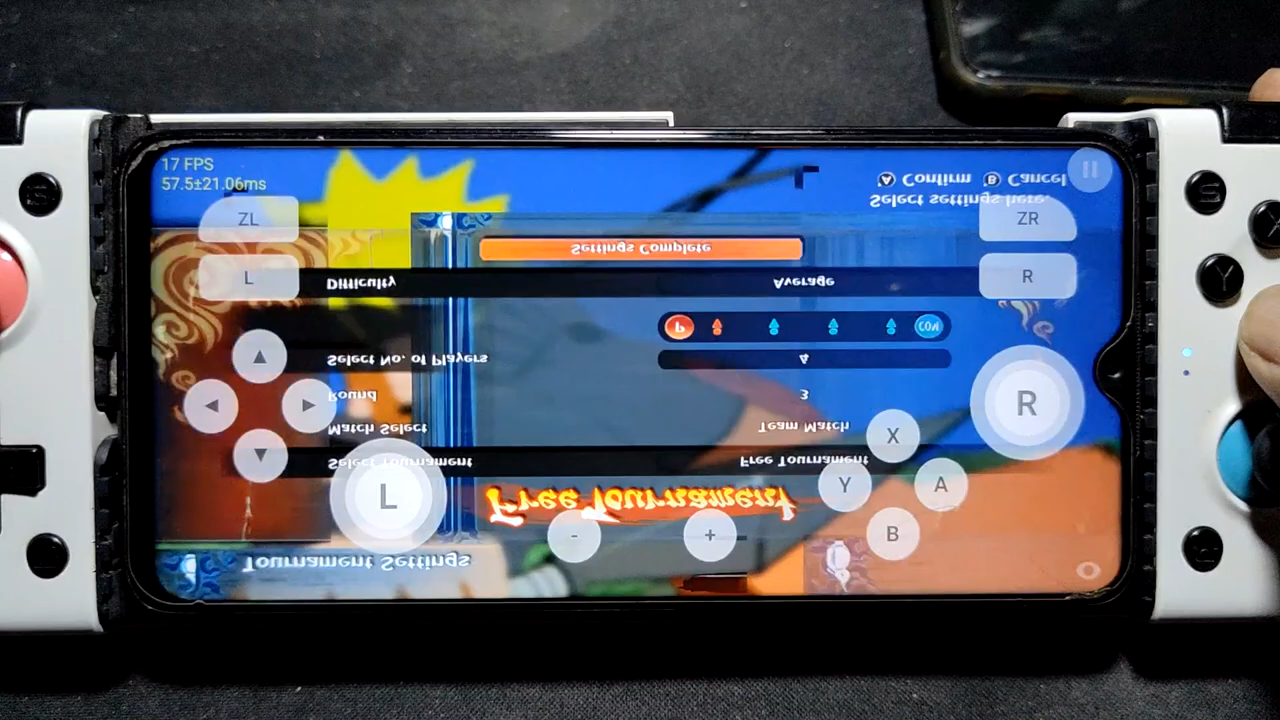 17 FPS
57.5±21.06ms
A Confirm B Cancel
Select settings here.
ZL
ZR
Settings Complete
L
R
Difficulty
Average
P
COM
Select No. of Players
4
Round
3
Match Select
Team Match
Select Tournament
Free Tournament
Free Tournament
Tournament Settings
L
R
X
Y
A
B
-
+
S
S
X
Y
R